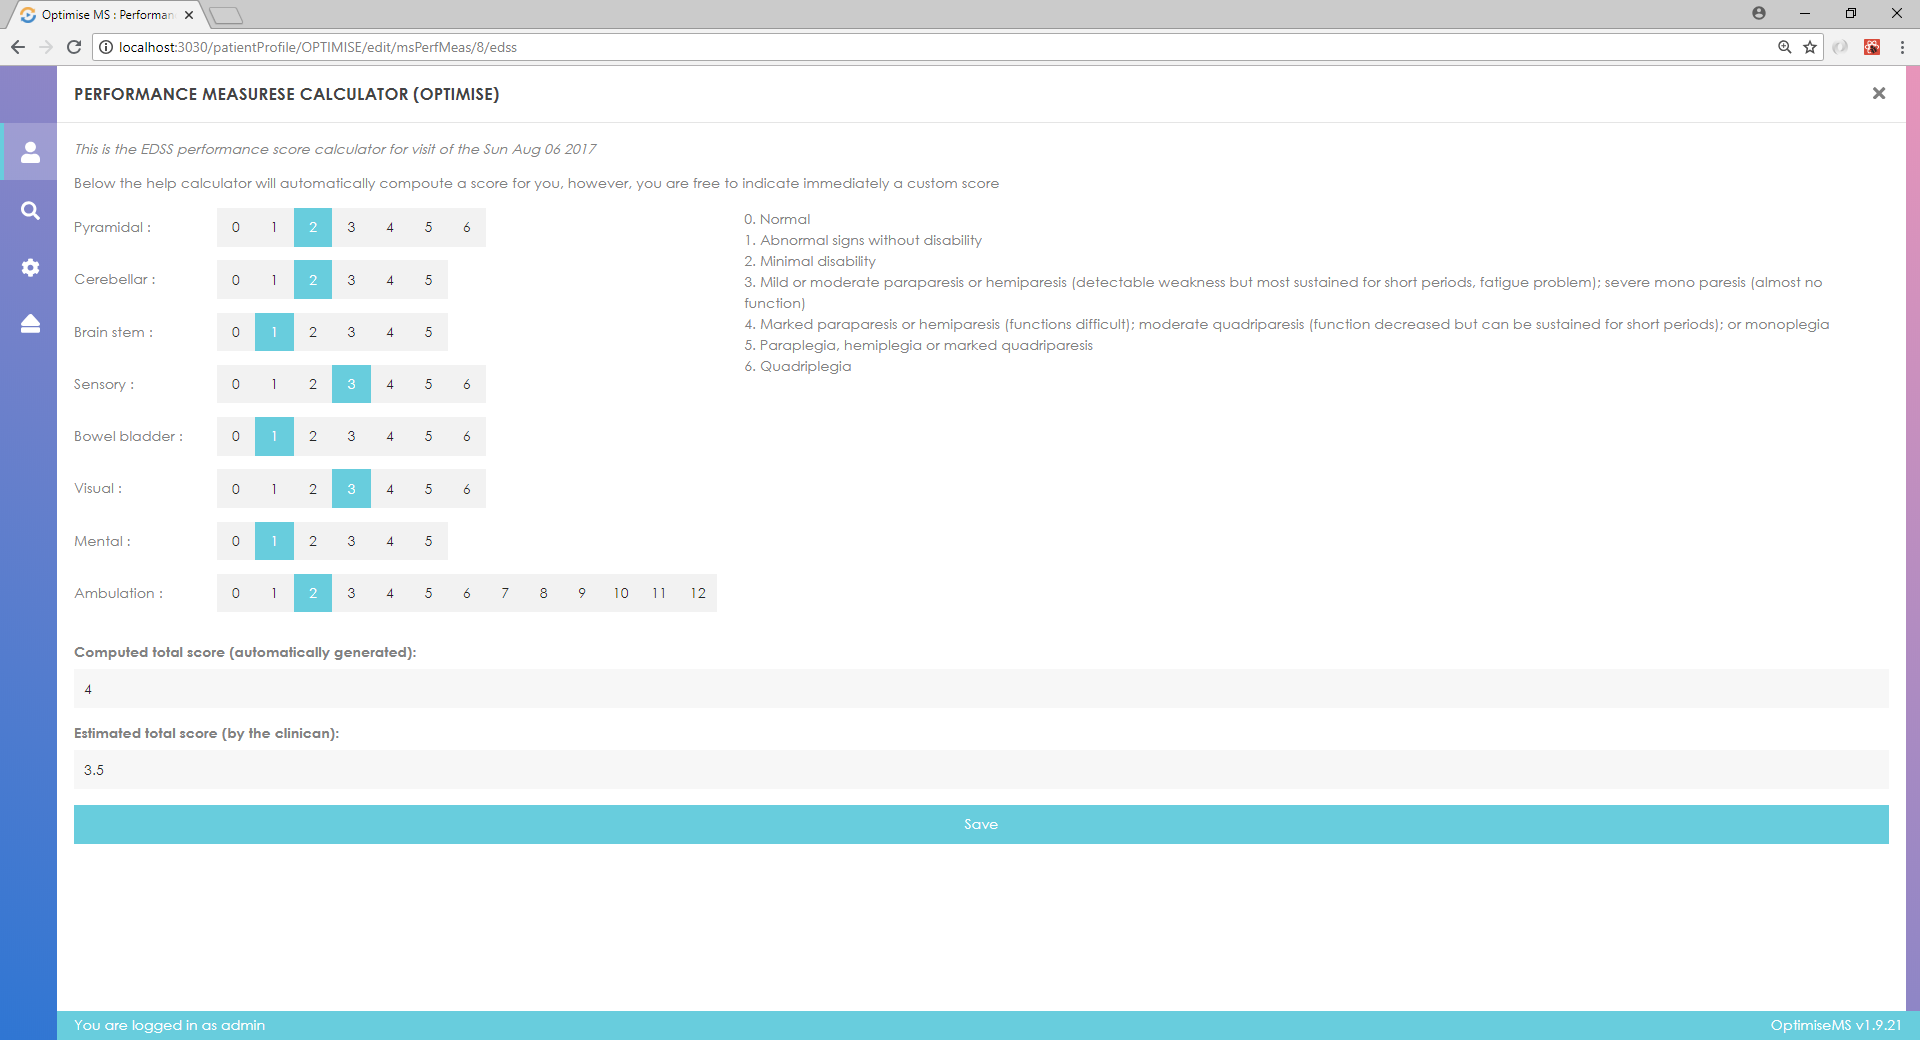 Optimise MS : Performan
localhost:3030/patientProfile/OPTIMISE/edit/msPerfMeas/8/edss
PERFORMANCE MEASURESE CALCULATOR (OPTIMISE)
This is the EDSS performance score calculator for visit of the Sun Aug 06 2017
Below the help calculator will automatically compoute a score for you, however, you are free to indicate immediately a custom score
Pyramidal : 0 1 2 3 4 5 6
Cerebellar : 0 1 2 3 4 5
Brain stem : 0 1 2 3 4 5
Sensory : 0 1 2 3 4 5 6
Bowel bladder : 0 1 2 3 4 5 6
Visual : 0 1 2 3 4 5 6
Mental : 0 1 2 3 4 5
Ambulation : 0 1 2 3 4 5 6 7 8 9 10 11 12
0. Normal
1. Abnormal signs without disability
2. Minimal disability
3. Mild or moderate paraparesis or hemiparesis (detectable weakness but most sustained for short periods, fatigue problem); severe mono paresis (almost no
function)
4. Marked paraparesis or hemiparesis (functions difficult); moderate quadriparesis (function decreased but can be sustained for short periods); or monoplegia
5. Paraplegia, hemiplegia or marked quadriparesis
6. Quadriplegia
Computed total score (automatically generated):
4
Estimated total score (by the clinican):
3.5
Save
You are logged in as admin
OptimiseMS v1.9.21